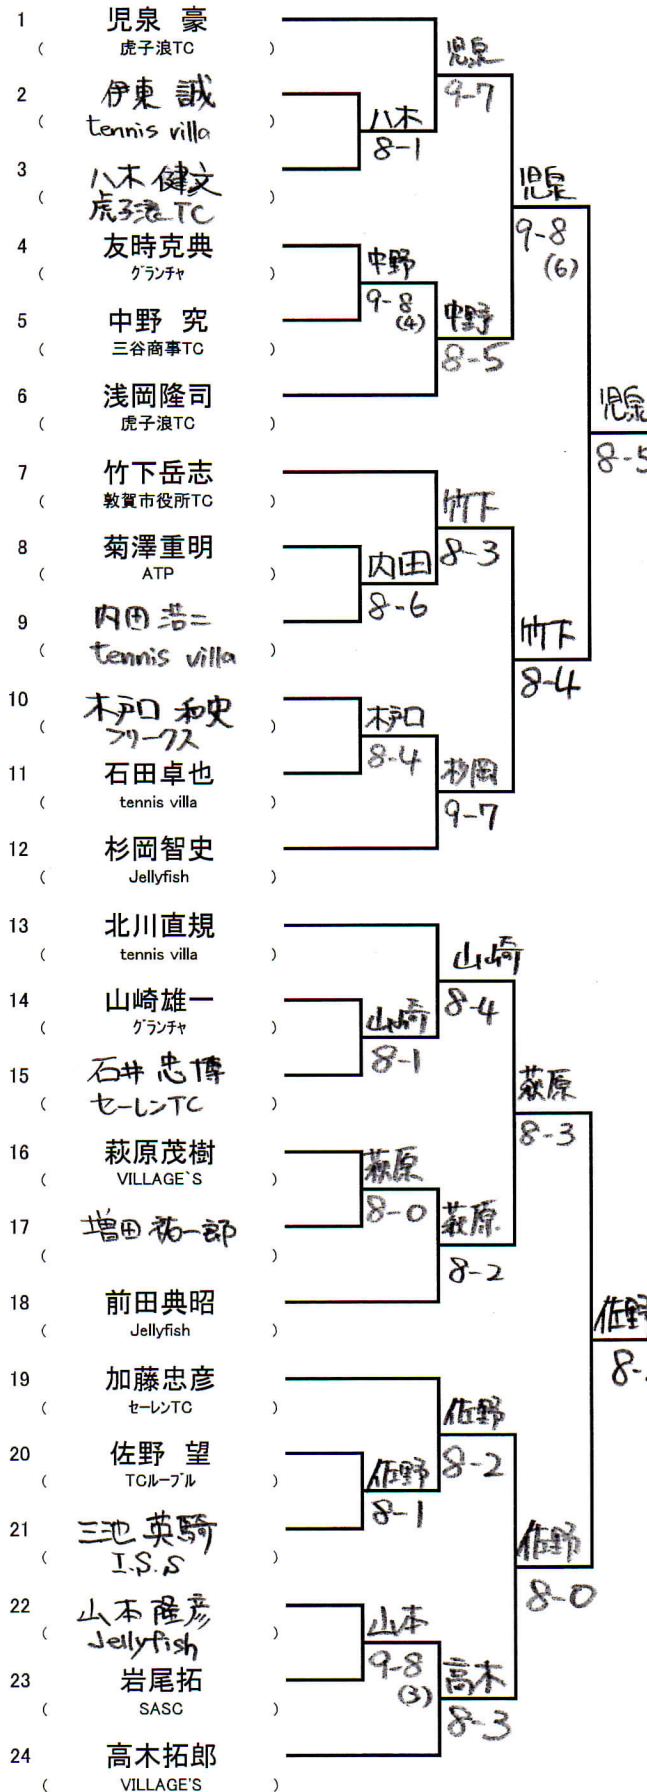 1 児泉 豪
( 虎子浪TC )
児泉
9-7
2 伊東 誠
( tennis villa )
八木
8-1
3 八木 健文
( 虎子浪TC )
児泉
9-8
(6)
4 友時克典
( グランチャ )
中野
9-8
(4)
5 中野 究
( 三谷商事TC )
中野
8-5
6 浅岡隆司
( 虎子浪TC )
児泉
8-5
7 竹下岳志
( 敦賀市役所TC )
竹下
8-3
8 菊澤重明
( ATP )
内田
8-6
9 内田 浩二
( tennis villa )
竹下
8-4
10 木戸口 和史
( フリークス )
木戸口
8-4
11 石田卓也
( tennis villa )
杉岡
9-7
12 杉岡智史
( Jellyfish )
13 北川直規
( tennis villa )
山崎
8-4
14 山崎雄一
( グランチャ )
山崎
8-1
15 石井 忠博
( セーレンTC )
萩原
8-3
16 萩原茂樹
( VILLAGE`S )
萩原
8-0
17 増田 祐一郎
( )
萩原
8-2
18 前田典昭
( Jellyfish )
佐野
8-
19 加藤忠彦
( セーレンTC )
佐野
8-2
20 佐野 望
( TCルーブル )
佐野
8-1
21 三池 英騎
( I.S.S )
佐野
8-0
22 山本 隆彦
( Jellyfish )
山本
9-8
(3)
23 岩尾拓
( SASC )
高木
8-3
24 高木拓郎
( VILLAGE'S )